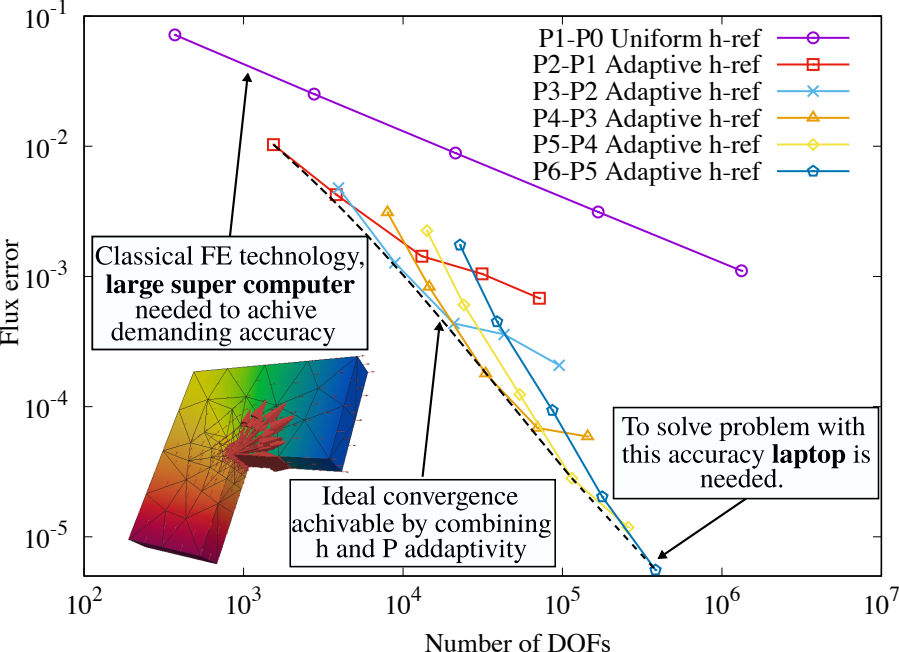 10^-1
10^-2
10^-3
10^-4
10^-5
Flux error
P1-P0 Uniform h-ref
P2-P1 Adaptive h-ref
P3-P2 Adaptive h-ref
P4-P3 Adaptive h-ref
P5-P4 Adaptive h-ref
P6-P5 Adaptive h-ref
Classical FE technology,
large super computer
needed to achive
demanding accuracy
To solve problem with
this accuracy laptop is
needed.
Ideal convergence
achivable by combining
h and P addaptivity
10^2
10^3
10^4
10^5
10^6
10^7
Number of DOFs